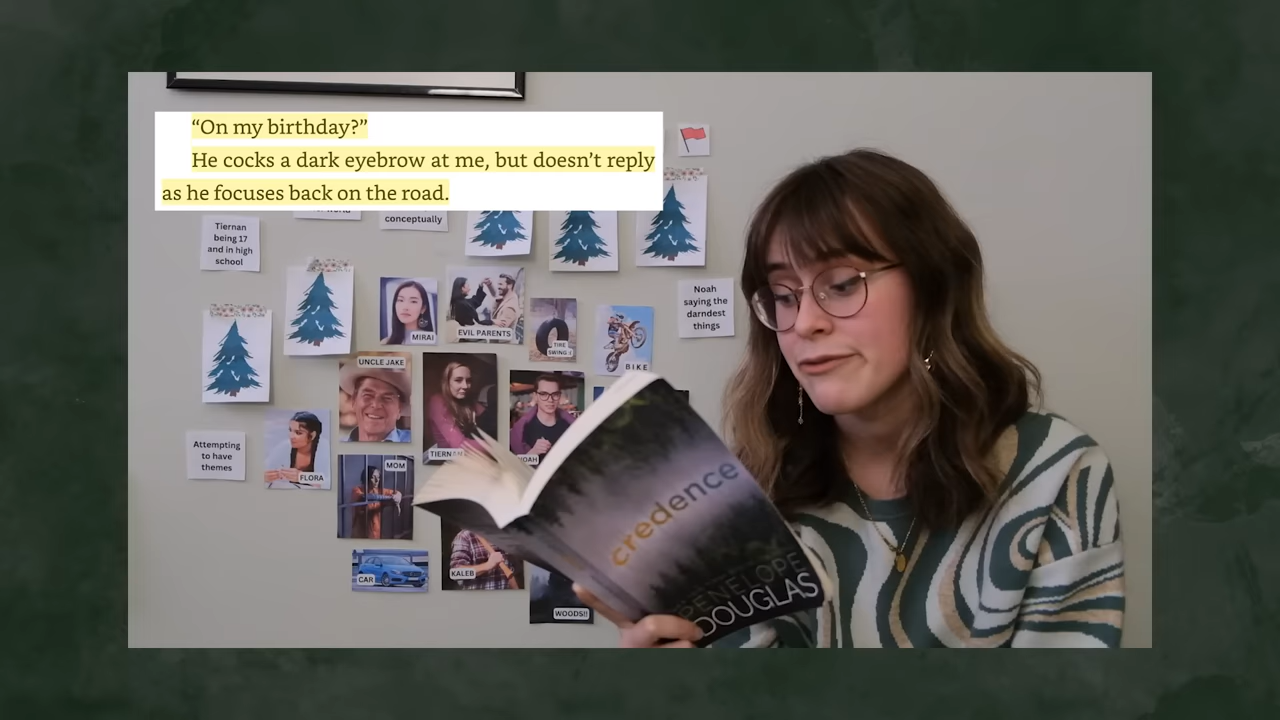 “On my birthday?”
He cocks a dark eyebrow at me, but doesn’t reply
as he focuses back on the road.
conceptually
Tiernan
being 17
and in high
school
Noah
saying the
darndest
things
MIRAI
EVIL PARENTS
TIRE
SWING :(
BIKE
UNCLE JAKE
TIERNAN
NOAH
Attempting
to have
themes
FLORA
MOM
CAR
KALEB
WOODS!!
credence
PENELOPE
DOUGLAS